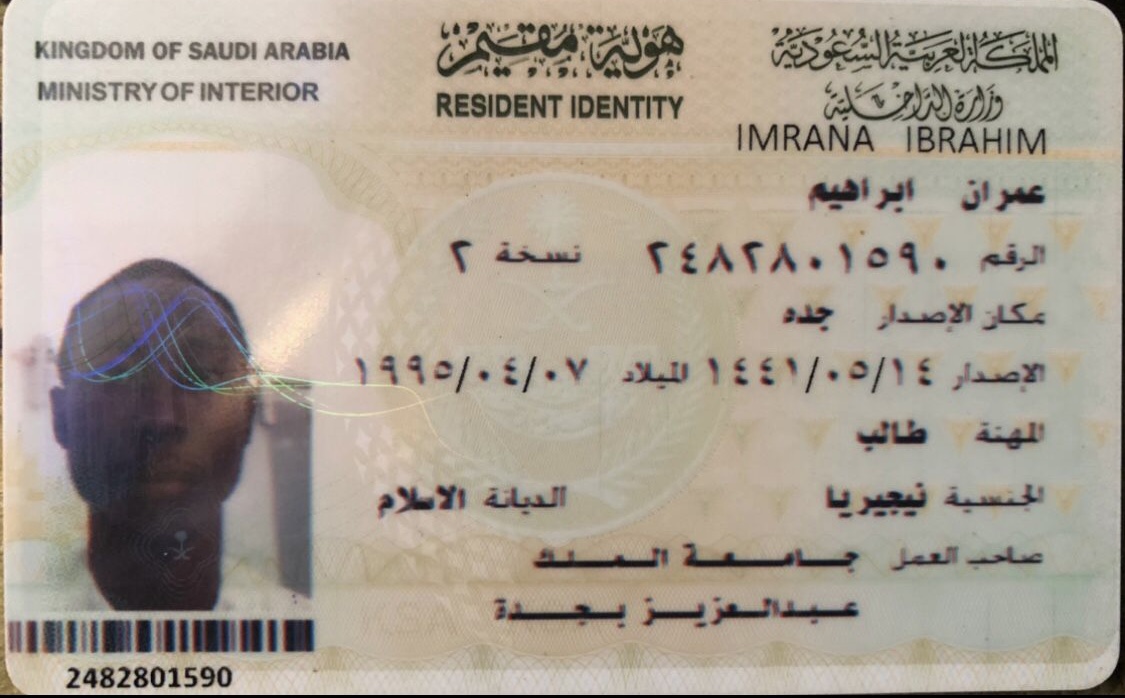 KINGDOM OF SAUDI ARABIA
MINISTRY OF INTERIOR
هوية مقيم
RESIDENT IDENTITY
المملكة العربية السعودية
وزارة الداخلية
IMRANA IBRAHIM
عمران ابراهيم
الرقم ٢٤٨٢٨٠١٥٩٠ نسخة ٢
مكان الإصدار جده
الإصدار ١٤٤١/٠٥/١٤ الميلاد ١٩٩٥/٠٤/٠٧
المهنة طالب
الجنسية نيجيريا الديانة الاسلام
صاحب العمل جامعة الملك
عبدالعزيز بجدة
2482801590